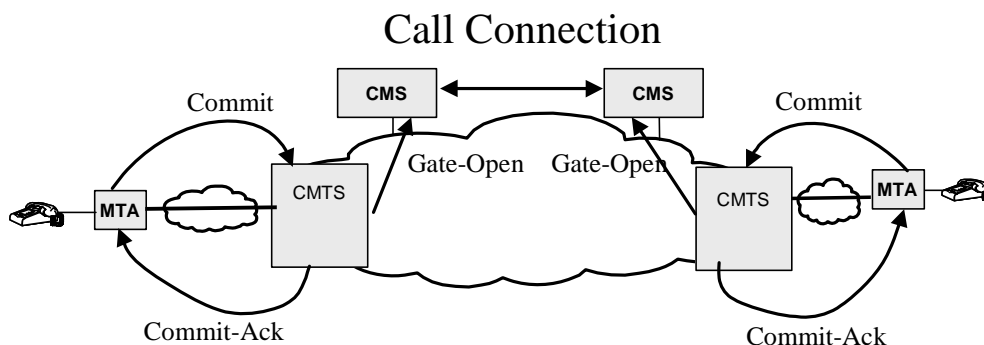 Call Connection
CMS
CMS
Commit
Commit
Gate-Open
Gate-Open
CMTS
CMTS
MTA
MTA
Commit-Ack
Commit-Ack